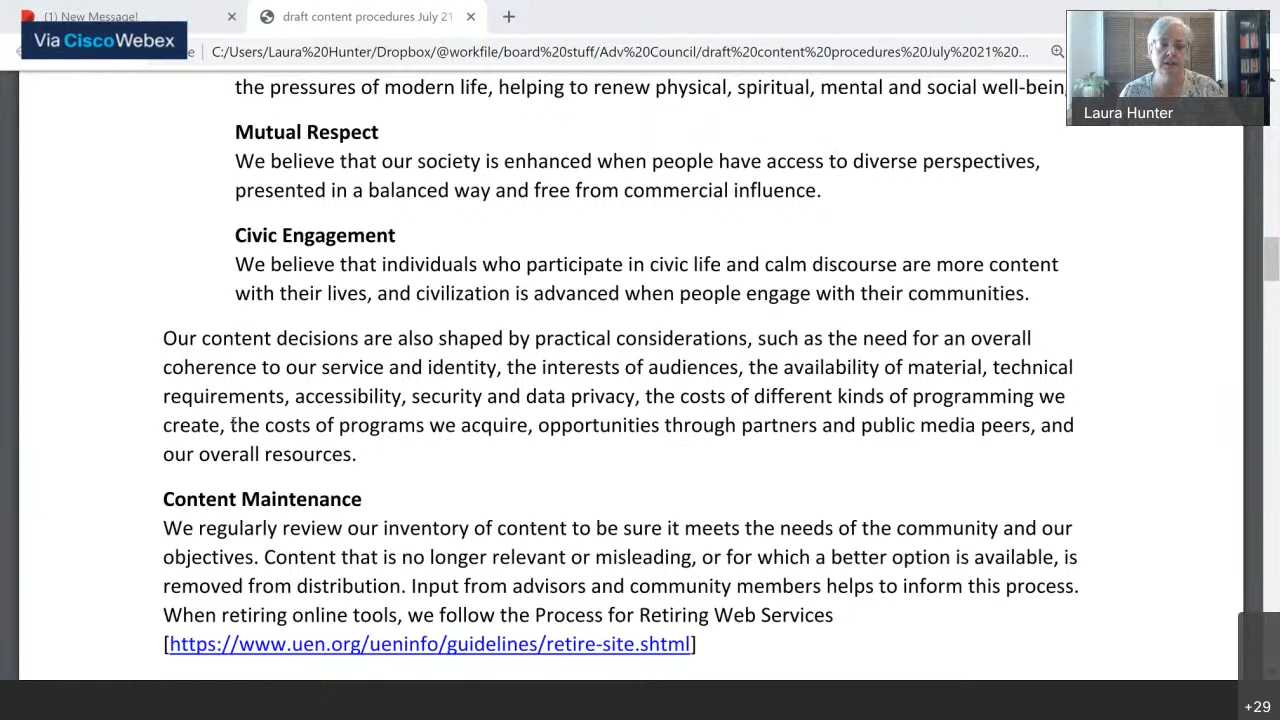 (1) New Message!
draft content procedures July 21
Via CiscoWebex
C:/Users/Laura%20Hunter/Dropbox/@workfile/board%20stuff/Adv%20Council/draft%20content%20procedures%20July%2021%20...
the pressures of modern life, helping to renew physical, spiritual, mental and social well-being
Laura Hunter
Mutual Respect
We believe that our society is enhanced when people have access to diverse perspectives,
presented in a balanced way and free from commercial influence.
Civic Engagement
We believe that individuals who participate in civic life and calm discourse are more content
with their lives, and civilization is advanced when people engage with their communities.
Our content decisions are also shaped by practical considerations, such as the need for an overall
coherence to our service and identity, the interests of audiences, the availability of material, technical
requirements, accessibility, security and data privacy, the costs of different kinds of programming we
create, the costs of programs we acquire, opportunities through partners and public media peers, and
our overall resources.
Content Maintenance
We regularly review our inventory of content to be sure it meets the needs of the community and our
objectives. Content that is no longer relevant or misleading, or for which a better option is available, is
removed from distribution. Input from advisors and community members helps to inform this process.
When retiring online tools, we follow the Process for Retiring Web Services
[https://www.uen.org/ueninfo/guidelines/retire-site.shtml]
+29